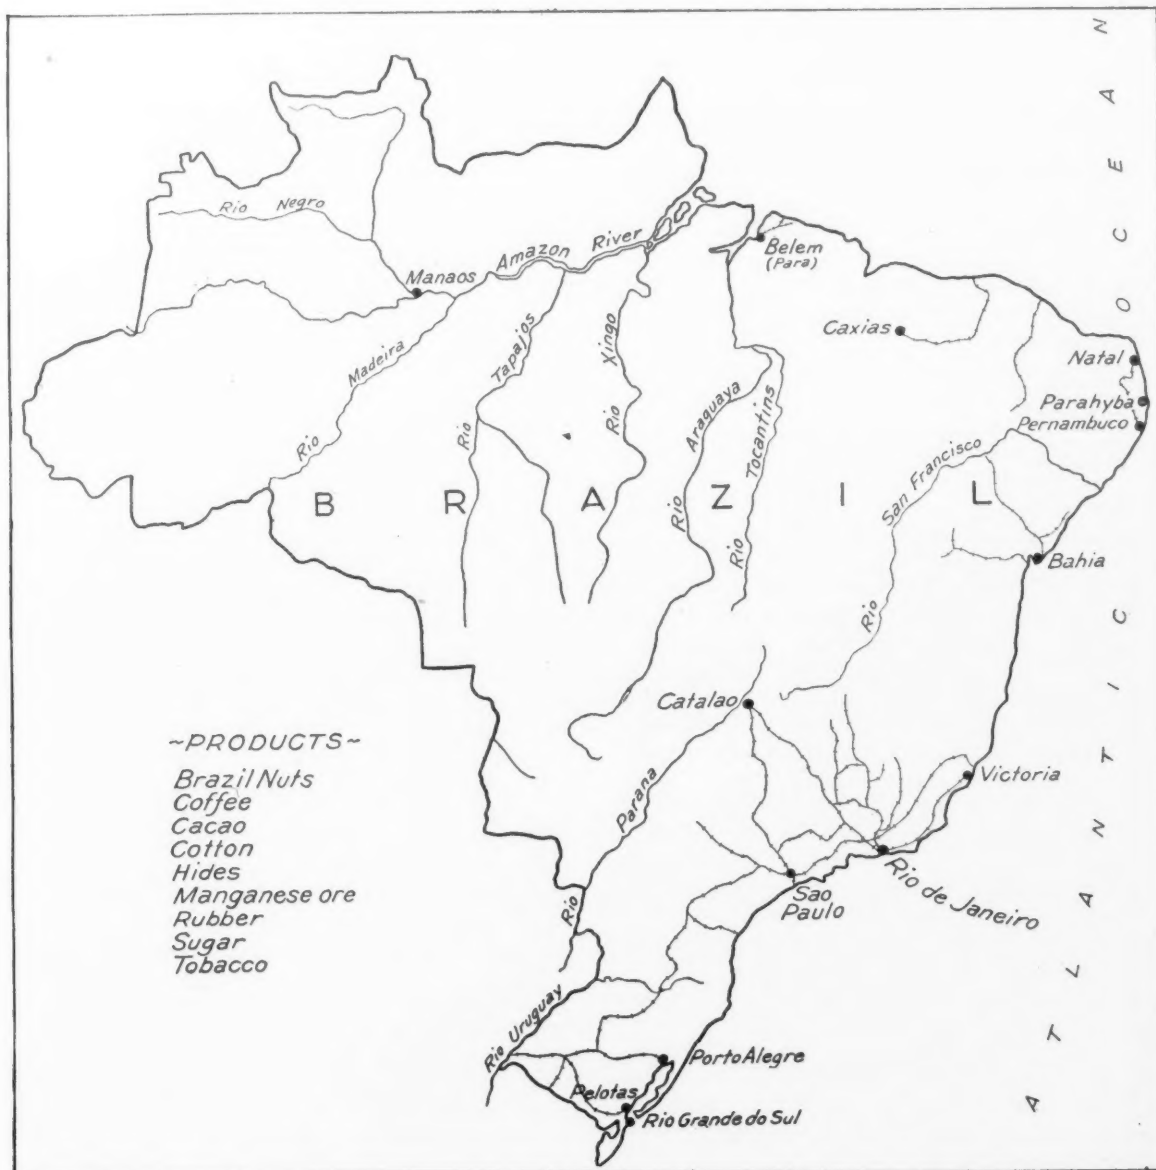 ATLANTIC OCEAN
Rio Negro
Amazon River
Manaos
Belem
(Para)
Caxias
Natal
Parahyba
Pernambuco
Rio Madeira
Rio Tapajos
Rio Xingo
Rio Araguaya
Rio Tocantins
Rio San Francisco
BRAZIL
Bahia
Catalao
Victoria
Rio Parana
Rio de Janeiro
Sao
Paulo
~PRODUCTS~
Brazil Nuts
Coffee
Cacao
Cotton
Hides
Manganese ore
Rubber
Sugar
Tobacco
Rio Uruguay
Porto Alegre
Pelotas
Rio Grande do Sul